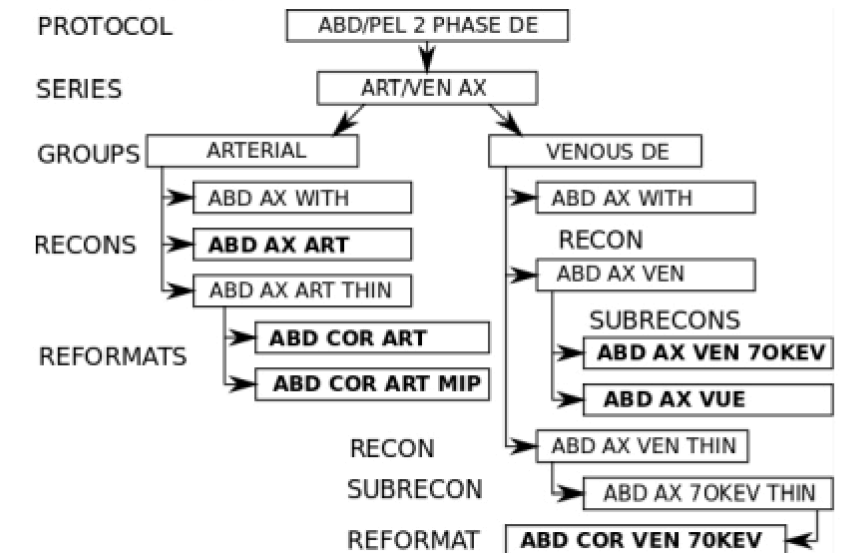 PROTOCOL
ABD/PEL 2 PHASE DE
SERIES
ART/VEN AX
GROUPS
ARTERIAL
VENOUS DE
ABD AX WITH
ABD AX WITH
RECONS
ABD AX ART
RECON
ABD AX ART THIN
ABD AX VEN
REFORMATS
ABD COR ART
ABD COR ART MIP
SUBRECONS
ABD AX VEN 7OKEV
ABD AX VUE
RECON
ABD AX VEN THIN
SUBRECON
ABD AX 7OKEV THIN
REFORMAT
ABD COR VEN 70KEV